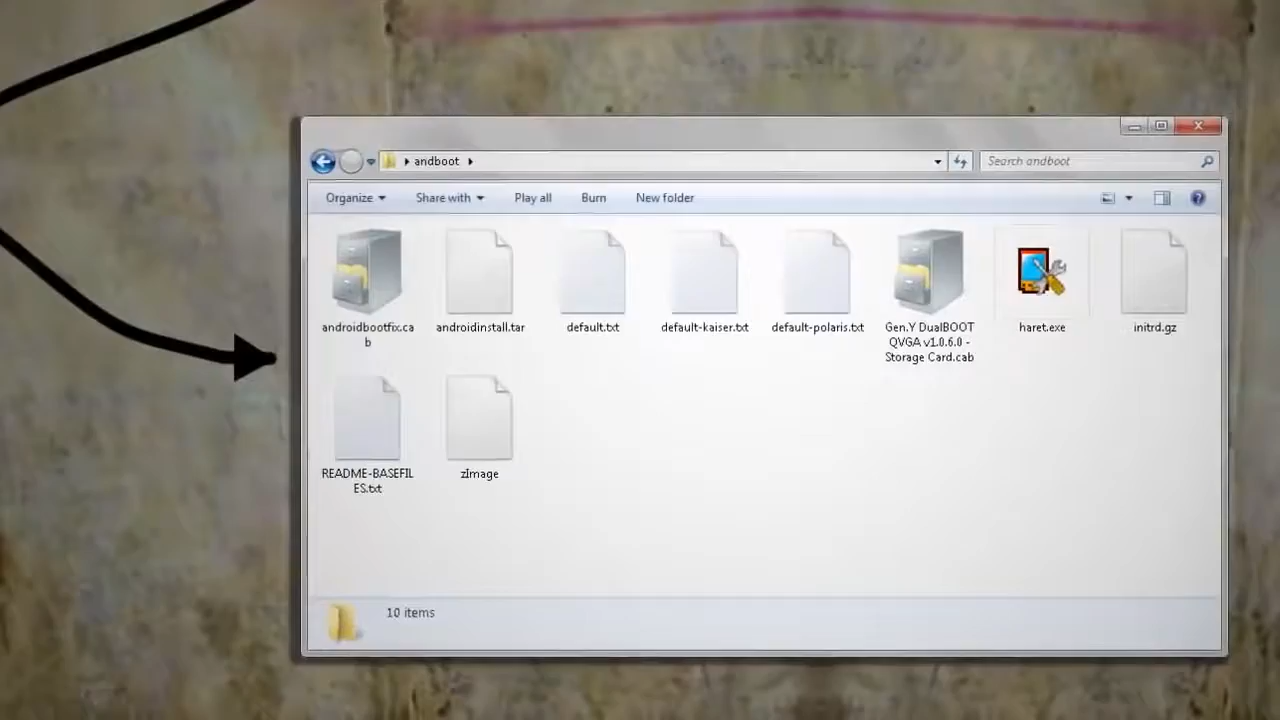 andboot
Search andboot
Organize Share with Play all Burn New folder
androidbootfix.ca
b
androidinstall.tar
default.txt
default-kaiser.txt
default-polaris.txt
Gen.Y DualBOOT
QVGA v1.0.6.0 -
Storage Card.cab
haret.exe
initrd.gz
README-BASEFIL
ES.txt
zImage
10 items